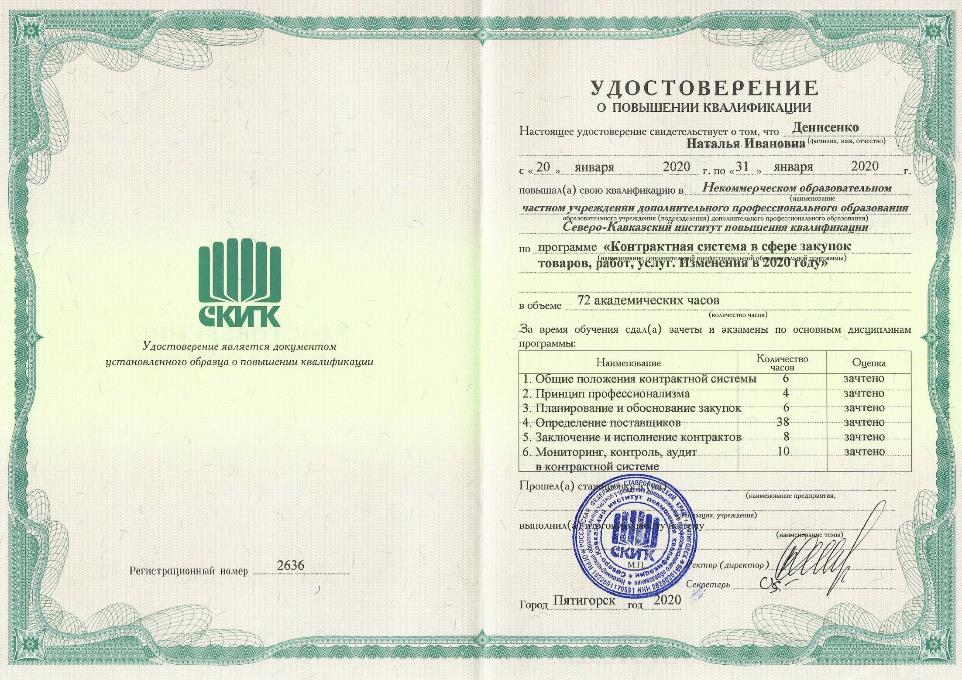 СКИПК
Удостоверение является документом
установленного образца о повышении квалификации
Регистрационный номер 2636
УДОСТОВЕРЕНИЕ
О ПОВЫШЕНИИ КВАЛИФИКАЦИИ
Настоящее удостоверение свидетельствует о том, что Денисенко
Наталья Ивановна (фамилия, имя, отчество)
с « 20 » января 2020 г. по « 31 » января 2020 г.
повышал(а) свою квалификацию в Некоммерческом образовательном
(наименование
частном учреждении дополнительного профессионального образования
образовательного учреждения (подразделения) дополнительного профессионального образования)
Северо-Кавказский институт повышения квалификации
по программе «Контрактная система в сфере закупок
(наименование дополнительной профессиональной образовательной программы)
товаров, работ, услуг. Изменения в 2020 году»
в объеме 72 академических часов
(количество часов)
За время обучения сдал(а) зачеты и экзамены по основным дисциплинам
программы:
Наименование Количество часов Оценка
1. Общие положения контрактной системы 6 зачтено
2. Принцип профессионализма 4 зачтено
3. Планирование и обоснование закупок 6 зачтено
4. Определение поставщиков 38 зачтено
5. Заключение и исполнение контрактов 8 зачтено
6. Мониторинг, контроль, аудит 10 зачтено
в контрактной системе
Прошел(а)
(наименование предприятия,
учреждения)
выполнил(а)
(наименование темы)
СКИПК
М.П.
Ректор (директор)
Секретарь
Город Пятигорск год 2020